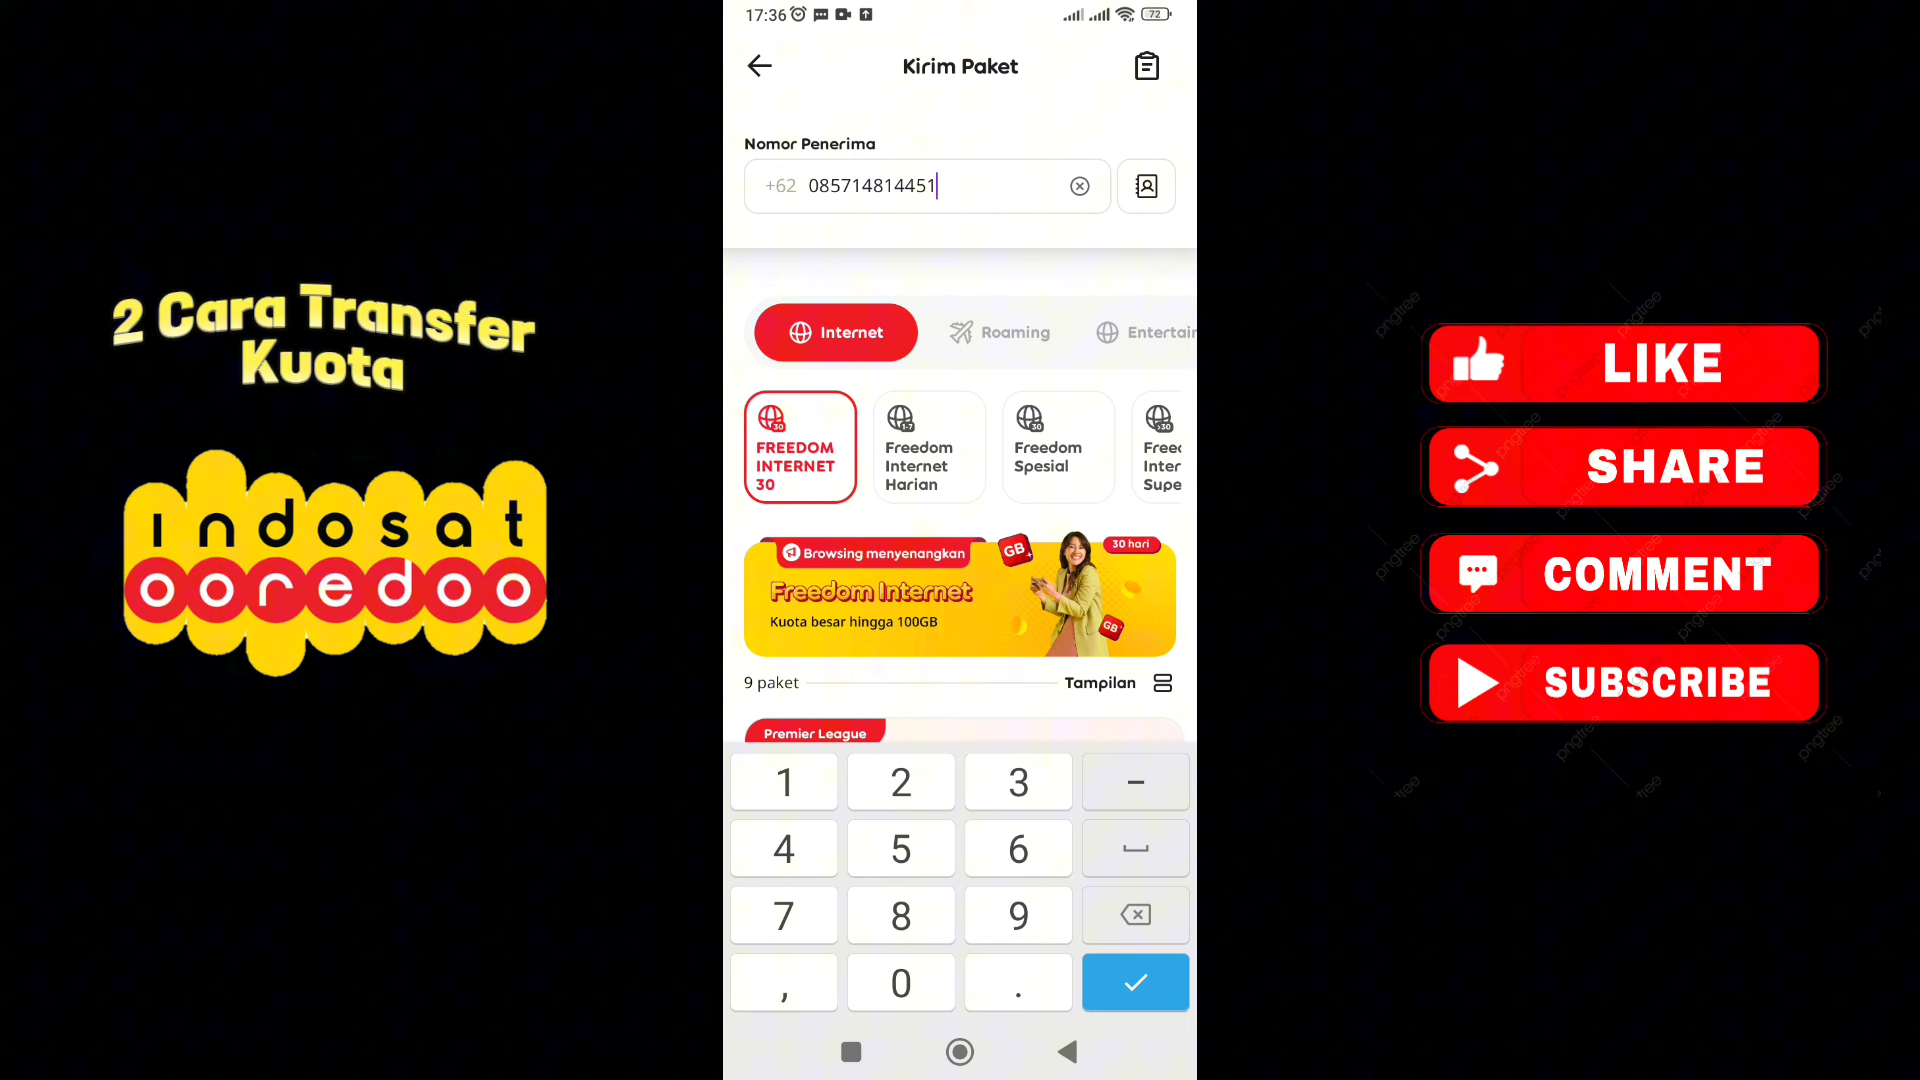 17:36
72
Kirim Paket
Nomor Penerima
+62 085714814451
Internet
Roaming
Entertain
FREEDOM
INTERNET
30
Freedom
Internet
Harian
Freedom
Spesial
Freed
Inter
Supe
Browsing menyenangkan
GB
30 hari
Freedom Internet
Kuota besar hingga 100GB
GB
9 paket
Tampilan
Premier League
1 2 3 -
4 5 6
7 8 9
, 0 .
2 Cara Transfer
Kuota
indosat
ooredoo
LIKE
SHARE
COMMENT
SUBSCRIBE
pngtree